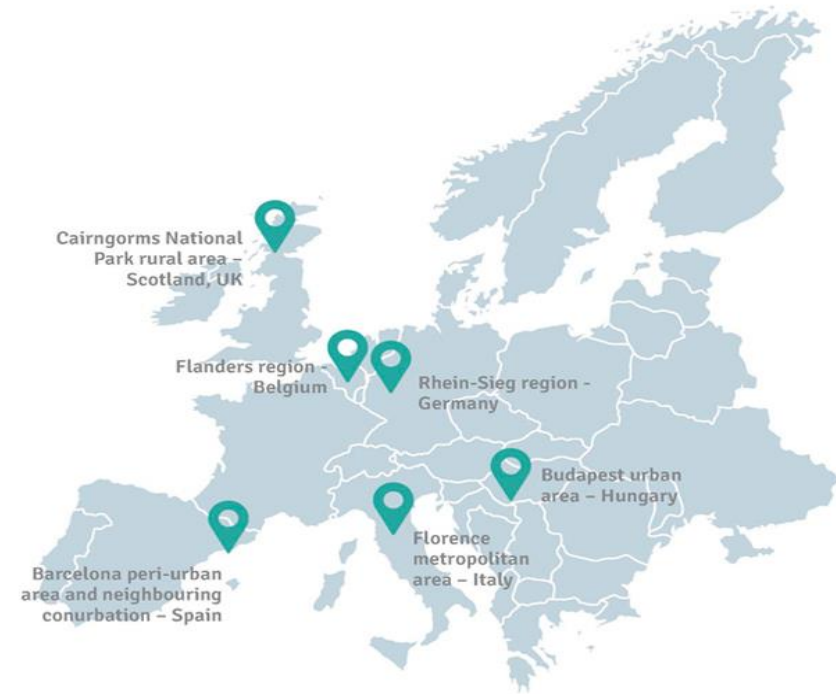 Cairngorms National
Park rural area –
Scotland, UK
Flanders region -
Belgium
Rhein-Sieg region -
Germany
Budapest urban
area – Hungary
Florence
metropolitan
area – Italy
Barcelona peri-urban
area and neighbouring
conurbation – Spain